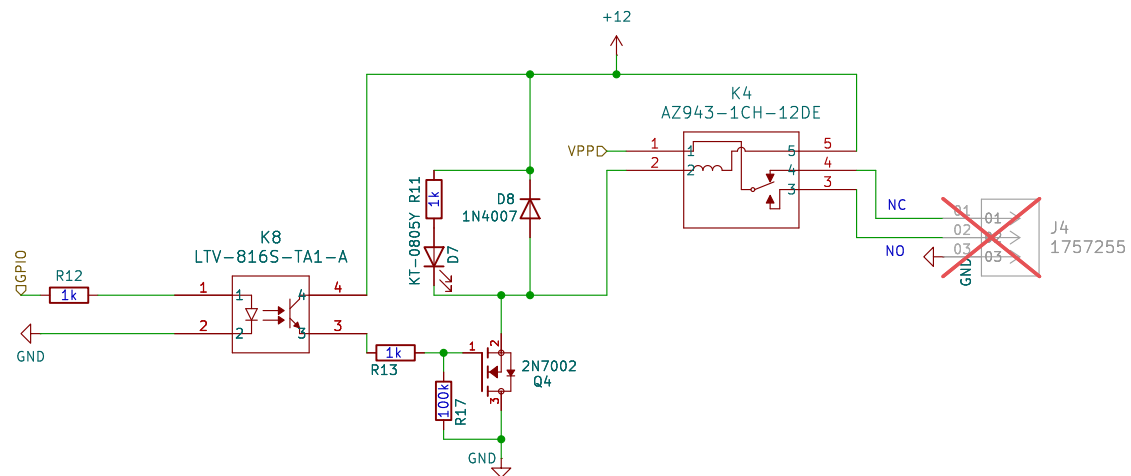 +12
K4
AZ943-1CH-12DE
VPP
1
2
1
2
5
4
3
5
4
3
NC
NO
01
02
03
01
02
03
GND
J4
1757255
R11
1k
KT-0805Y
D7
D8
1N4007
K8
LTV-816S-TA1-A
GPIO
R12
1k
1
2
1
2
4
3
4
3
GND
1k
R13
100k
R17
1
2
3
2N7002
Q4
GND